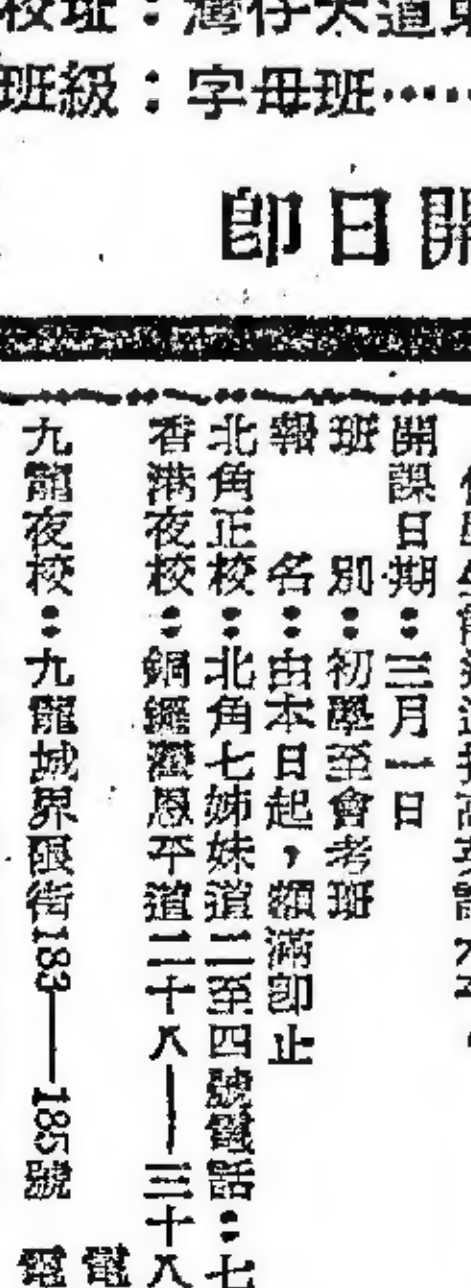 校址：灣仔大道東
班級：字母班……
即日開
開課日期：三月一日
班　　別：初學至會考班
報　　名：由本日起，額滿即止
北角正校：北角七姊妹道二至四號電話：七
香港夜校：銅鑼灣恩平道二十八——三十八
電
九龍夜校：九龍城界限街183——185號　電